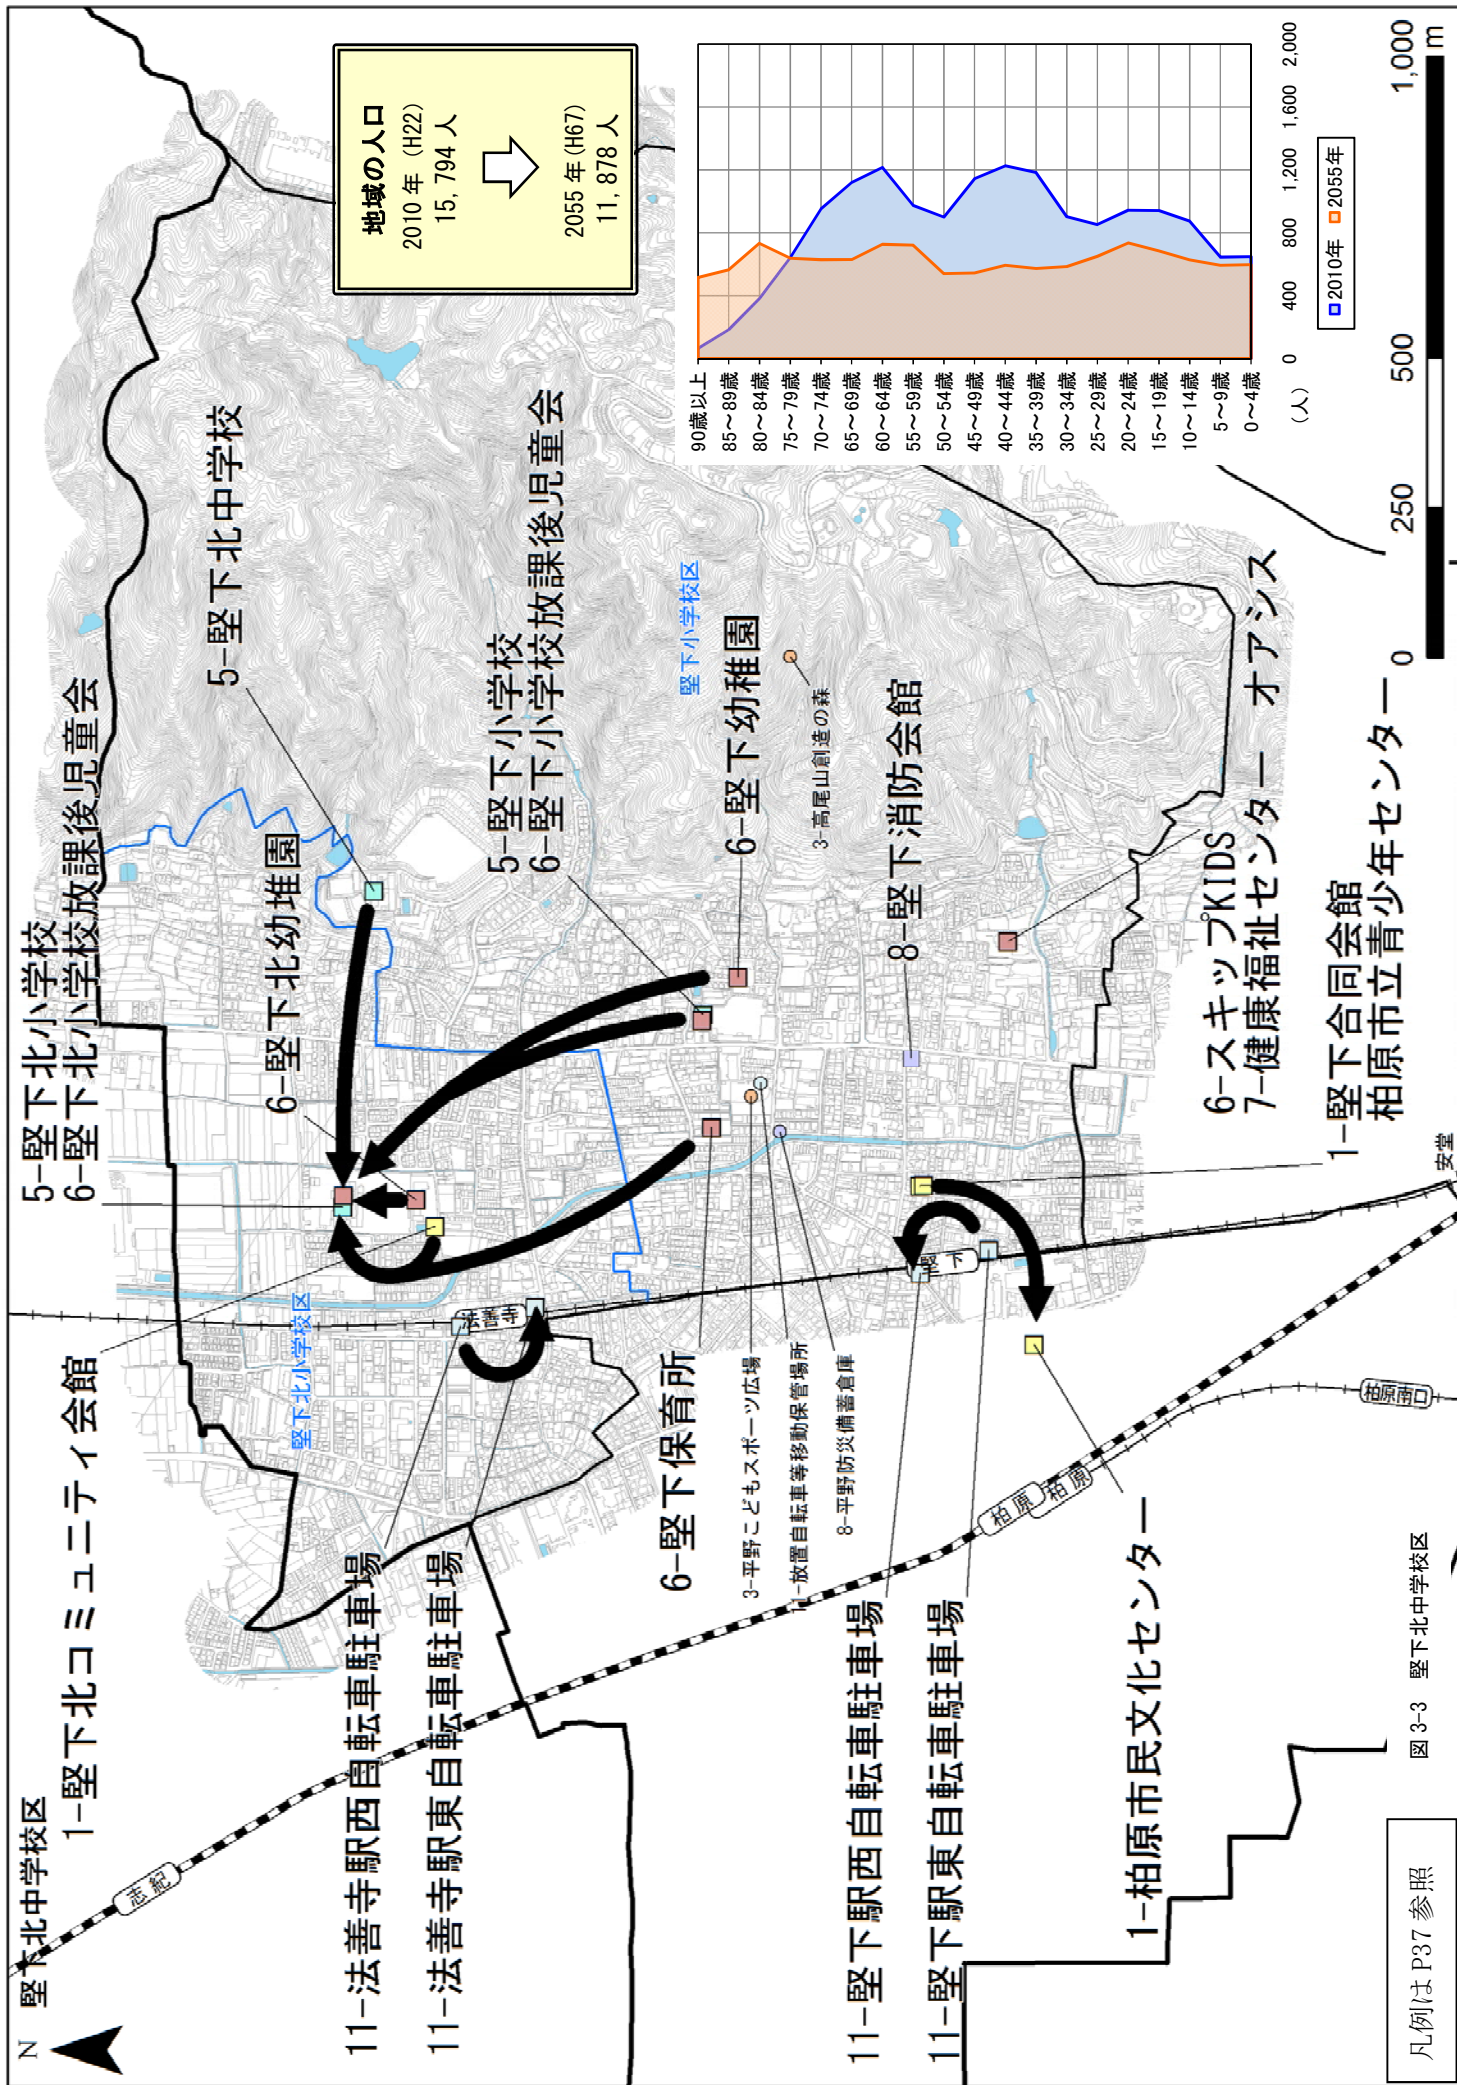 堅下北中学校区
N
1-堅下北コミュニティ会館
5-堅下北小学校
6-堅下北小学校放課後児童会
6-堅下北幼堆園
5-堅下北中学校
5-堅下小学校
6-堅下小学校放課後児童会
6-堅下幼稚園
堅下小学校区
堅下北小学校区
3-高尾山創造の森
8-堅下消防会館
志紀
法善寺
堅下
11-法善寺駅西自転車駐車場
11-法善寺駅東自転車駐車場
6-堅下保育所
3-平野こどもスポーツ広場
11-放置自転車等移動保管場所
8-平野防災備蓄倉庫
11-堅下駅西自転車駐車場
11-堅下駅東自転車駐車場
1-柏原市民文化センター
柏原
柏原
柏原南口
安堂
6-スキップKIDS
7-健康福祉センター オアシス
1-堅下合同会館
柏原市立青少年センター
地域の人口
2010年 (H22)
15,794人
2055年(H67)
11,878人
90歳以上
85～89歳
80～84歳
75～79歳
70～74歳
65～69歳
60～64歳
55～59歳
50～54歳
45～49歳
40～44歳
35～39歳
30～34歳
25～29歳
20～24歳
15～19歳
10～14歳
5～9歳
0～4歳
(人)
0 400 800 1,200 1,600 2,000
2010年 2055年
0 250 500 1,000
m
図 3-3 堅下北中学校区
凡例は P37 参照